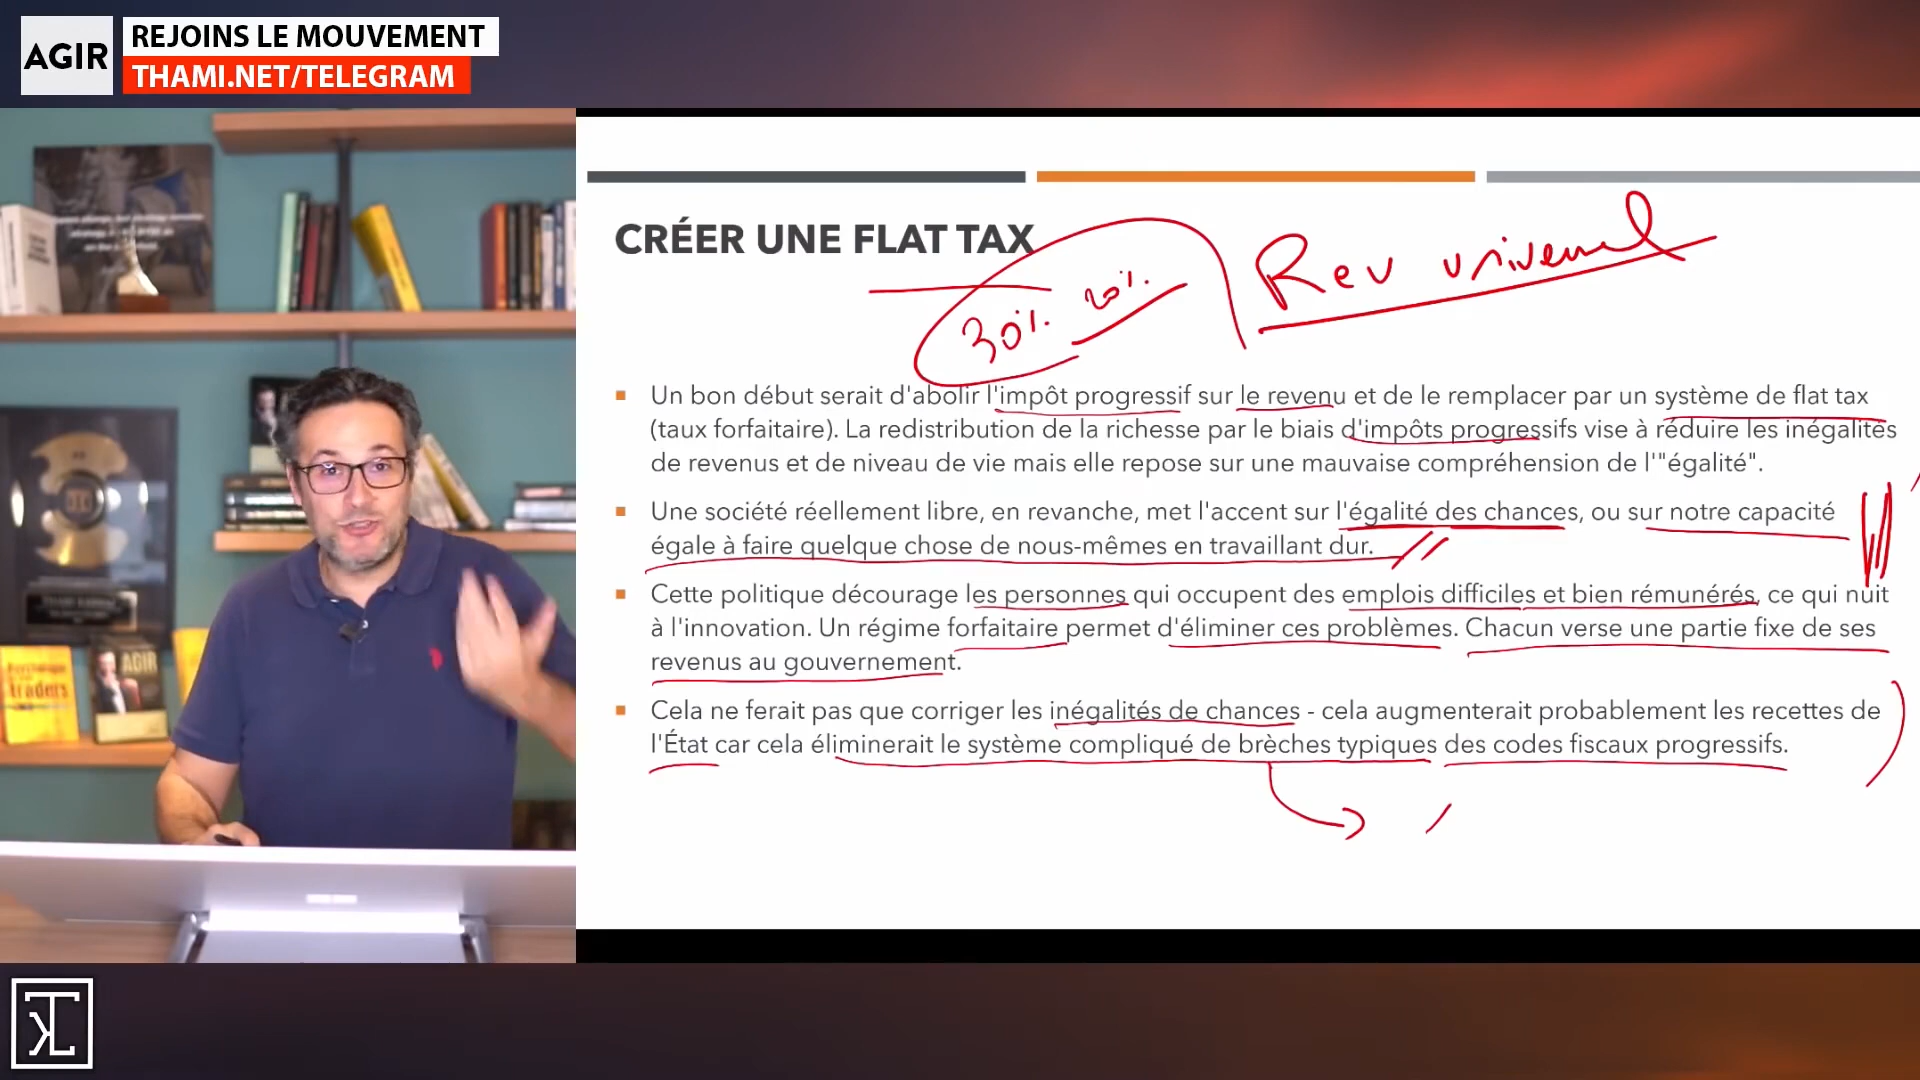 AGIR
REJOINS LE MOUVEMENT
THAMI.NET/TELEGRAM
CRÉER UNE FLAT TAX
30% 20%
Rev universel
Un bon début serait d'abolir l'impôt progressif sur le revenu et de le remplacer par un système de flat tax
(taux forfaitaire). La redistribution de la richesse par le biais d'impôts progressifs vise à réduire les inégalités
de revenus et de niveau de vie mais elle repose sur une mauvaise compréhension de l'"égalité".
Une société réellement libre, en revanche, met l'accent sur l'égalité des chances, ou sur notre capacité
égale à faire quelque chose de nous-mêmes en travaillant dur.
Cette politique décourage les personnes qui occupent des emplois difficiles et bien rémunérés, ce qui nuit
à l'innovation. Un régime forfaitaire permet d'éliminer ces problèmes. Chacun verse une partie fixe de ses
revenus au gouvernement.
Cela ne ferait pas que corriger les inégalités de chances - cela augmenterait probablement les recettes de
l'État car cela éliminerait le système compliqué de brèches typiques des codes fiscaux progressifs.
traders
AGIR